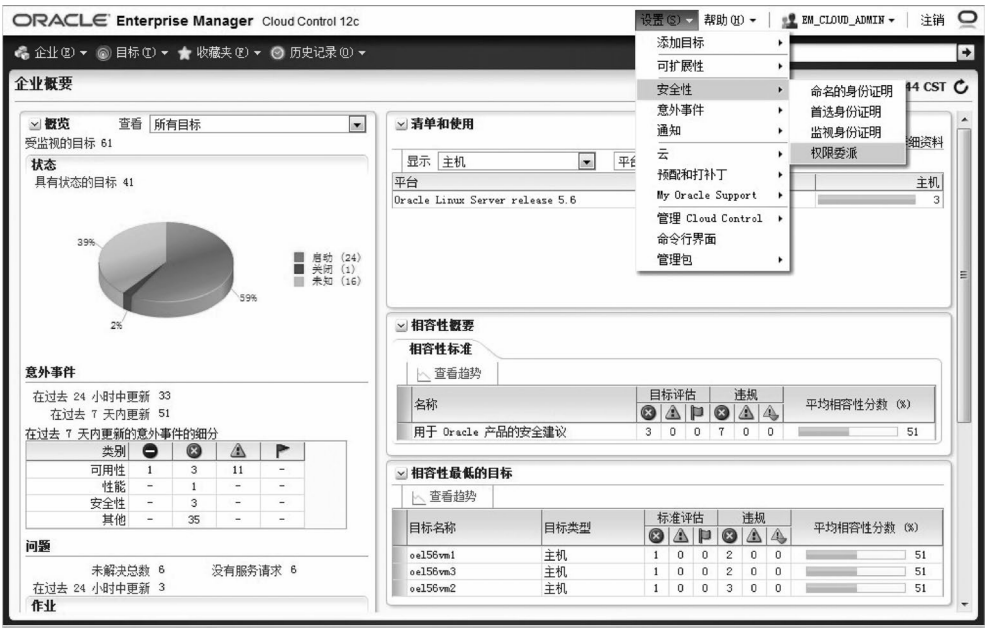 ORACLE Enterprise Manager Cloud Control 12c
设置(S) 帮助(H) EM_CLOUD_ADMIN 注销
企业(E) 目标(T) 收藏夹(F) 历史记录(O)
企业概要
44 CST
添加目标
可扩展性
安全性
意外事件
通知
云
预配和打补丁
My Oracle Support
管理 Cloud Control
命令行界面
管理包
命名的身份证明
首选身份证明
监视身份证明
权限委派
概览 查看 所有目标
受监视的目标 61
状态
具有状态的目标 41
39%
59%
2%
启动 (24)
关闭 (1)
未知 (16)
意外事件
在过去 24 小时中更新 33
在过去 7 天内更新 51
在过去 7 天内更新的意外事件的细分
类别
可用性 1 3 11 -
性能 - 1 - -
安全性 - 3 - -
其他 - 35 - -
问题
未解决总数 6 没有服务请求 6
在过去 24 小时中更新 3
作业
清单和使用
细资料
显示 主机 平台
平台 主机
Oracle Linux Server release 5.6 3
相容性概要
相容性标准
查看趋势
名称 目标评估 违规 平均相容性分数 (%)
用于 Oracle 产品的安全建议 3 0 0 7 0 0 51
相容性最低的目标
查看趋势
目标名称 目标类型 标准评估 违规 平均相容性分数 (%)
oel56vm1 主机 1 0 0 2 0 0 51
oel56vm3 主机 1 0 0 2 0 0 51
oel56vm2 主机 1 0 0 3 0 0 51